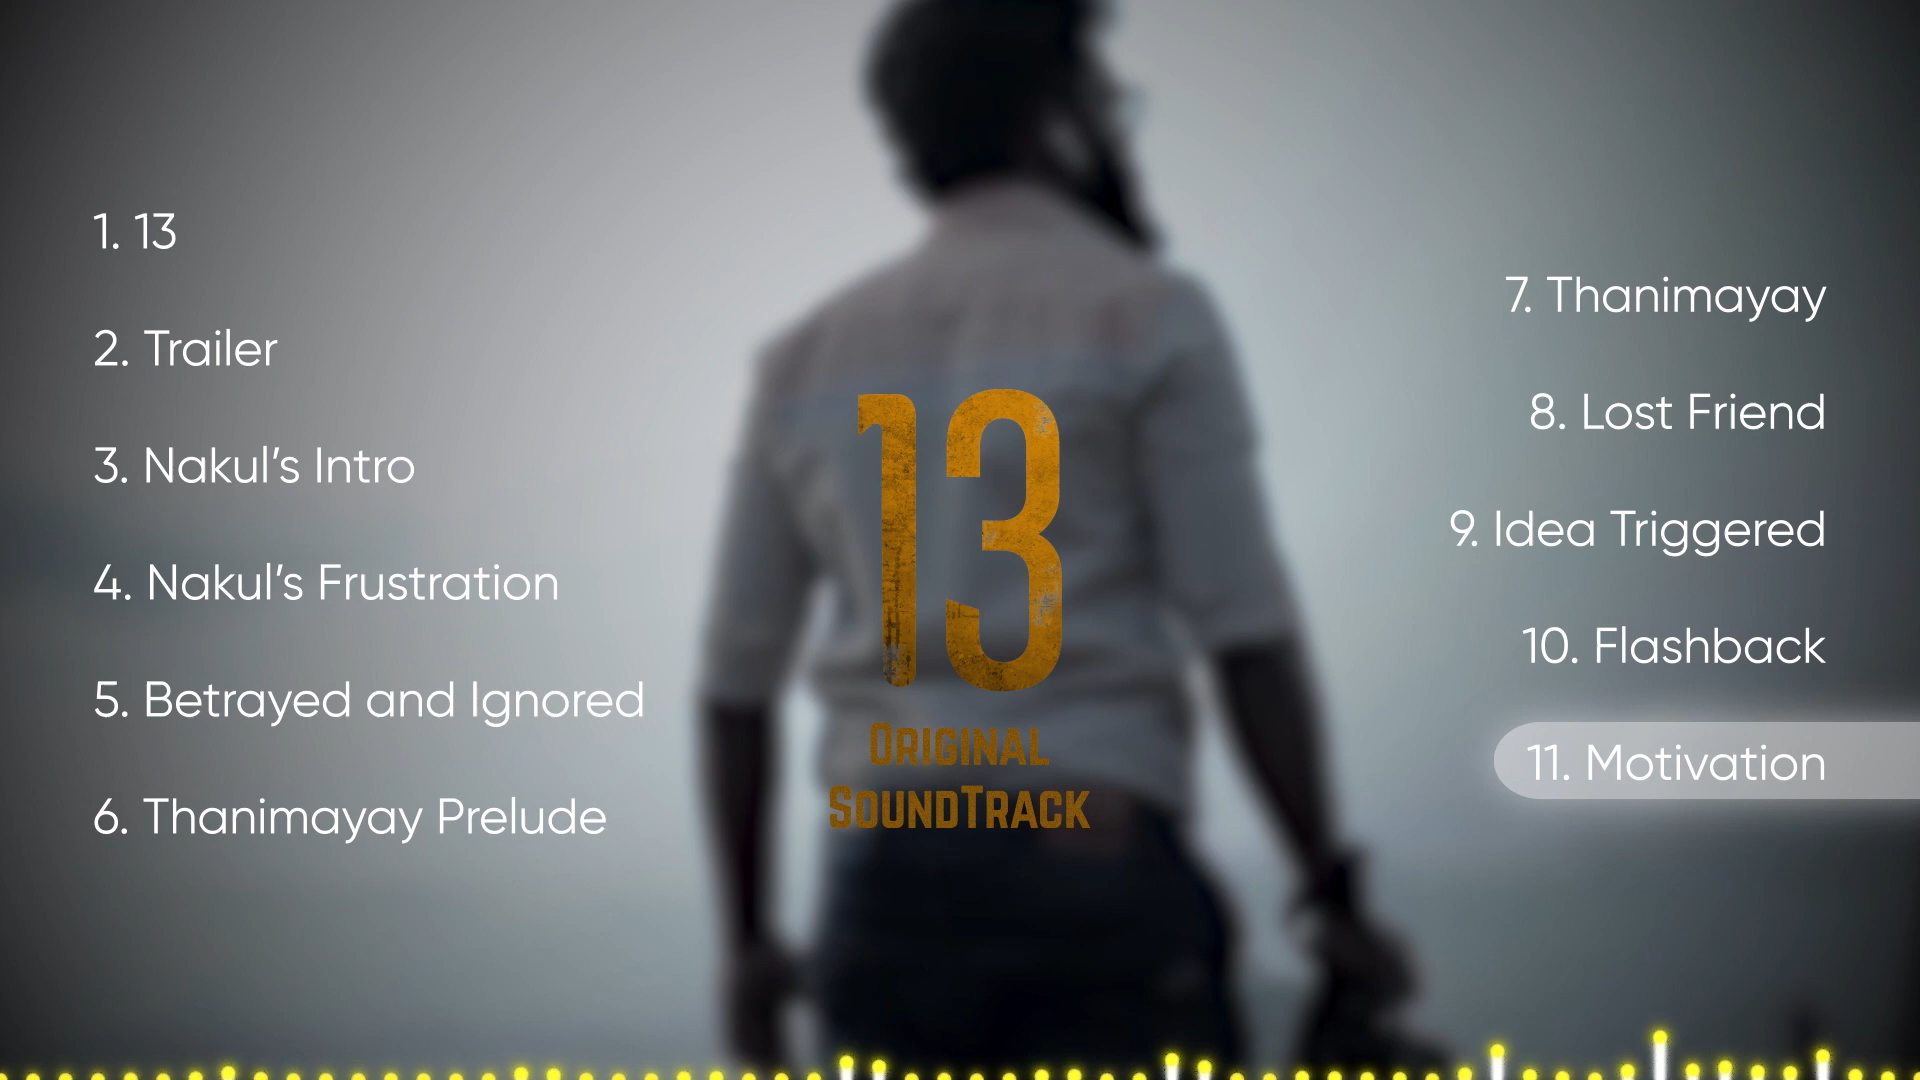 1. 13
2. Trailer
3. Nakul’s Intro
4. Nakul’s Frustration
5. Betrayed and Ignored
6. Thanimayay Prelude
13
Original
SoundTrack
7. Thanimayay
8. Lost Friend
9. Idea Triggered
10. Flashback
11. Motivation